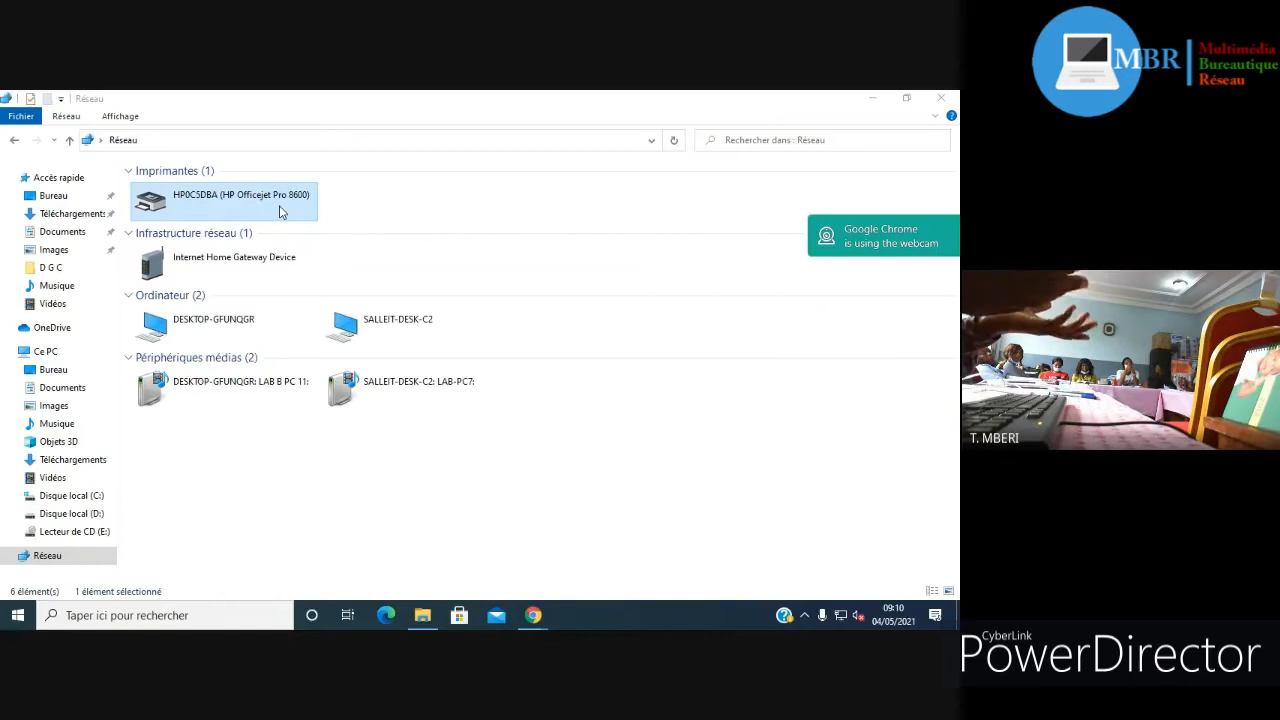 Réseau
Fichier
Réseau
Affichage
Réseau
Rechercher dans : Réseau
Accès rapide
Bureau
Téléchargements
Documents
Images
D G C
Musique
Vidéos
OneDrive
Ce PC
Bureau
Documents
Images
Musique
Objets 3D
Téléchargements
Vidéos
Disque local (C:)
Disque local (D:)
Lecteur de CD (E:)
Réseau
Imprimantes (1)
HP0C5DBA (HP Officejet Pro 8600)
Infrastructure réseau (1)
Internet Home Gateway Device
Ordinateur (2)
DESKTOP-GFUNQGR
SALLEIT-DESK-C2
Périphériques médias (2)
DESKTOP-GFUNQGR: LAB B PC 11:
SALLEIT-DESK-C2: LAB-PC7:
Google Chrome
is using the webcam
6 élément(s)
1 élément sélectionné
Taper ici pour rechercher
09:10
04/05/2021
MBR
Multimédia
Bureautique
Réseau
T. MBERI
CyberLink
PowerDirector